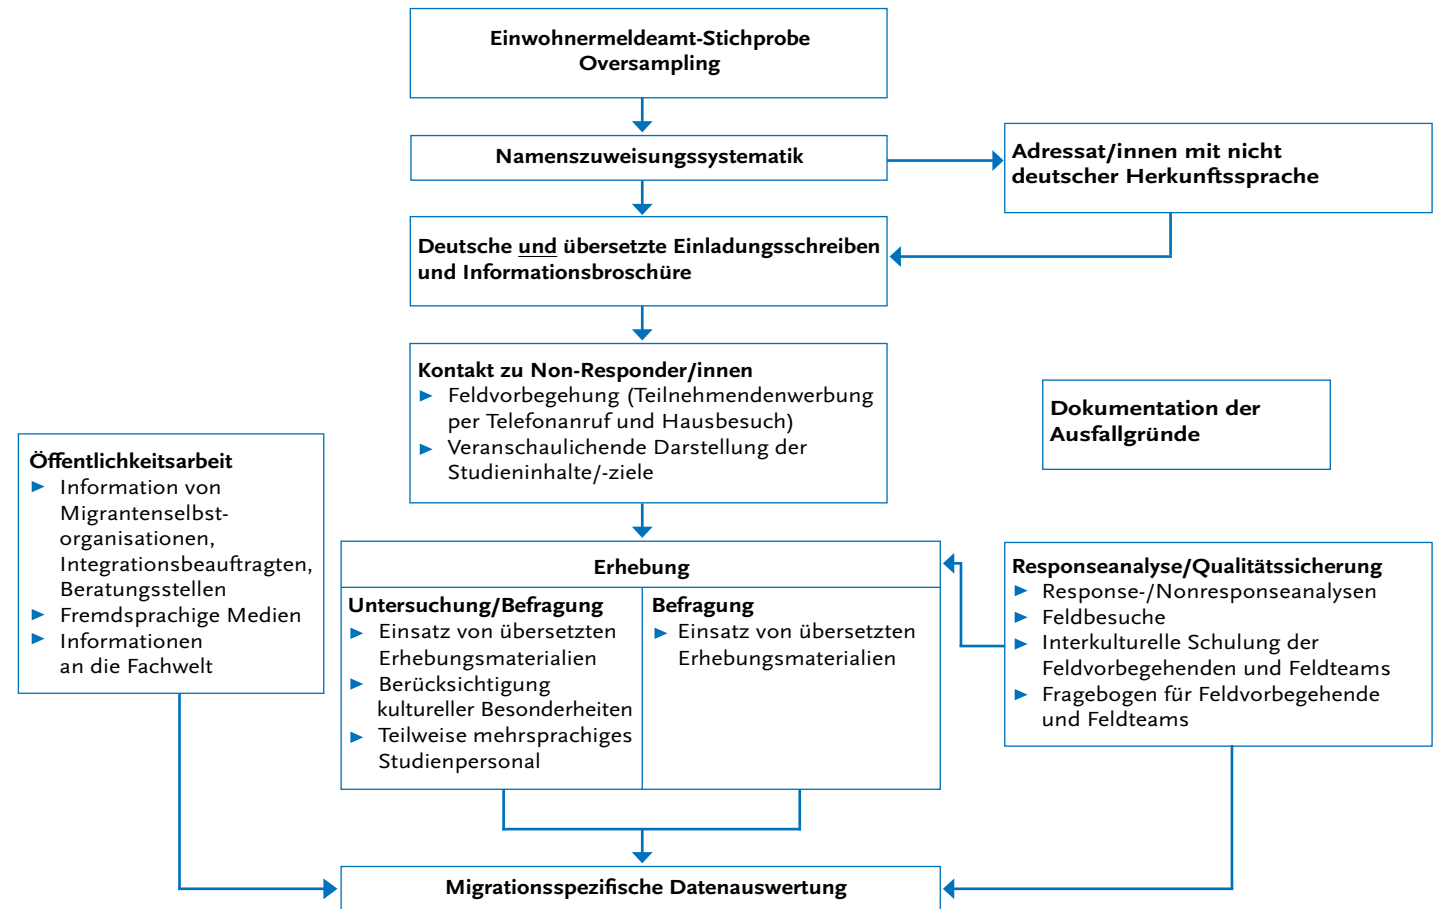 Einwohnermeldeamt-Stichprobe
Oversampling
Namenszuweisungssystematik
Adressat/innen mit nicht
deutscher Herkunftssprache
Deutsche und übersetzte Einladungsschreiben
und Informationsbroschüre
Kontakt zu Non-Responder/innen
► Feldvorbegehung (Teilnehmendenwerbung
per Telefonanruf und Hausbesuch)
► Veranschaulichende Darstellung der
Studieninhalte/-ziele
Dokumentation der
Ausfallgründe
Öffentlichkeitsarbeit
► Information von
Migrantenselbst-
organisationen,
Integrationsbeauftragten,
Beratungsstellen
► Fremdsprachige Medien
► Informationen
an die Fachwelt
Erhebung
Untersuchung/Befragung
► Einsatz von übersetzten
Erhebungsmaterialien
► Berücksichtigung
kultureller Besonderheiten
► Teilweise mehrsprachiges
Studienpersonal
Befragung
► Einsatz von übersetzten
Erhebungsmaterialien
Responseanalyse/Qualitätssicherung
► Response-/Nonresponseanalysen
► Feldbesuche
► Interkulturelle Schulung der
Feldvorbegehenden und Feldteams
► Fragebogen für Feldvorbegehende
und Feldteams
Migrationsspezifische Datenauswertung